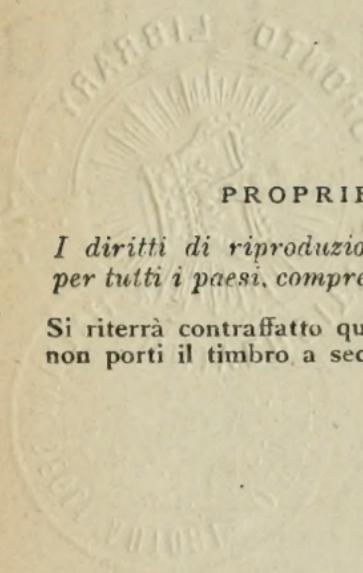 PROPRIE
I diritti di riproduzio
per tutti i paesi, compre
Si riterrà contraffatto qu
non porti il timbro a sec